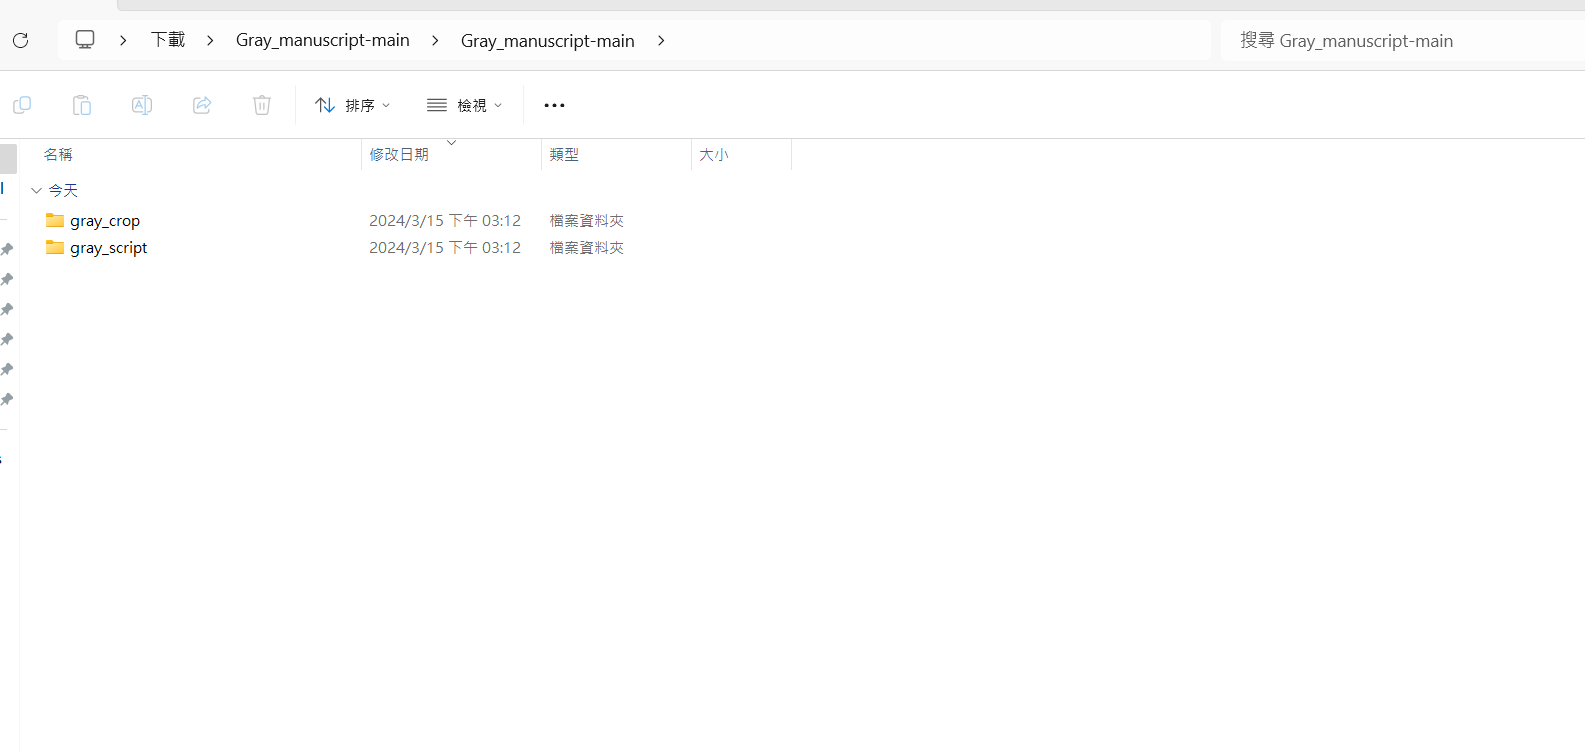 下載 Gray_manuscript-main Gray_manuscript-main 搜尋 Gray_manuscript-main
排序 檢視
名稱 修改日期 類型 大小
今天
gray_crop 2024/3/15 下午 03:12 檔案資料夾
gray_script 2024/3/15 下午 03:12 檔案資料夾